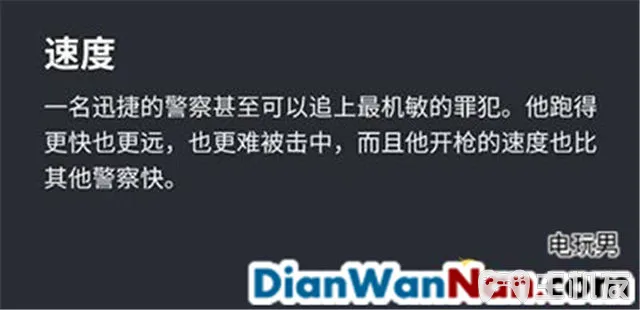 速度
一名迅捷的警察甚至可以追上最机敏的罪犯。他跑得
更快也更远，也更难被击中，而且他开枪的速度也比
其他警察快。
电玩男
DianWanNan.com